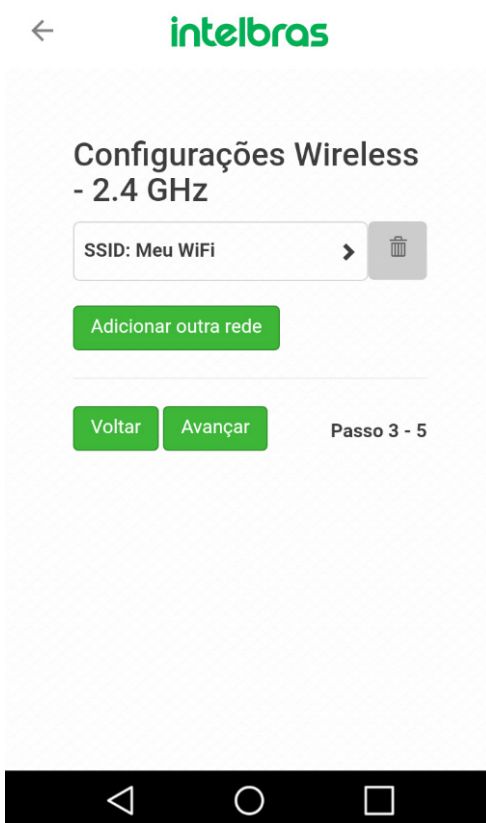 intelbras
Configurações Wireless
- 2.4 GHz
SSID: Meu WiFi
Adicionar outra rede
Voltar
Avançar
Passo 3 - 5